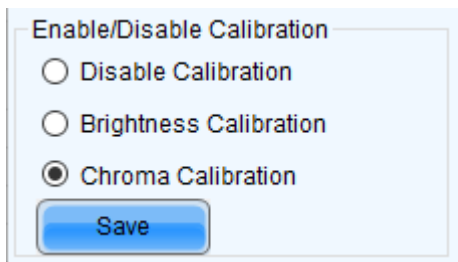 Enable/Disable Calibration
Disable Calibration
Brightness Calibration
Chroma Calibration
Save